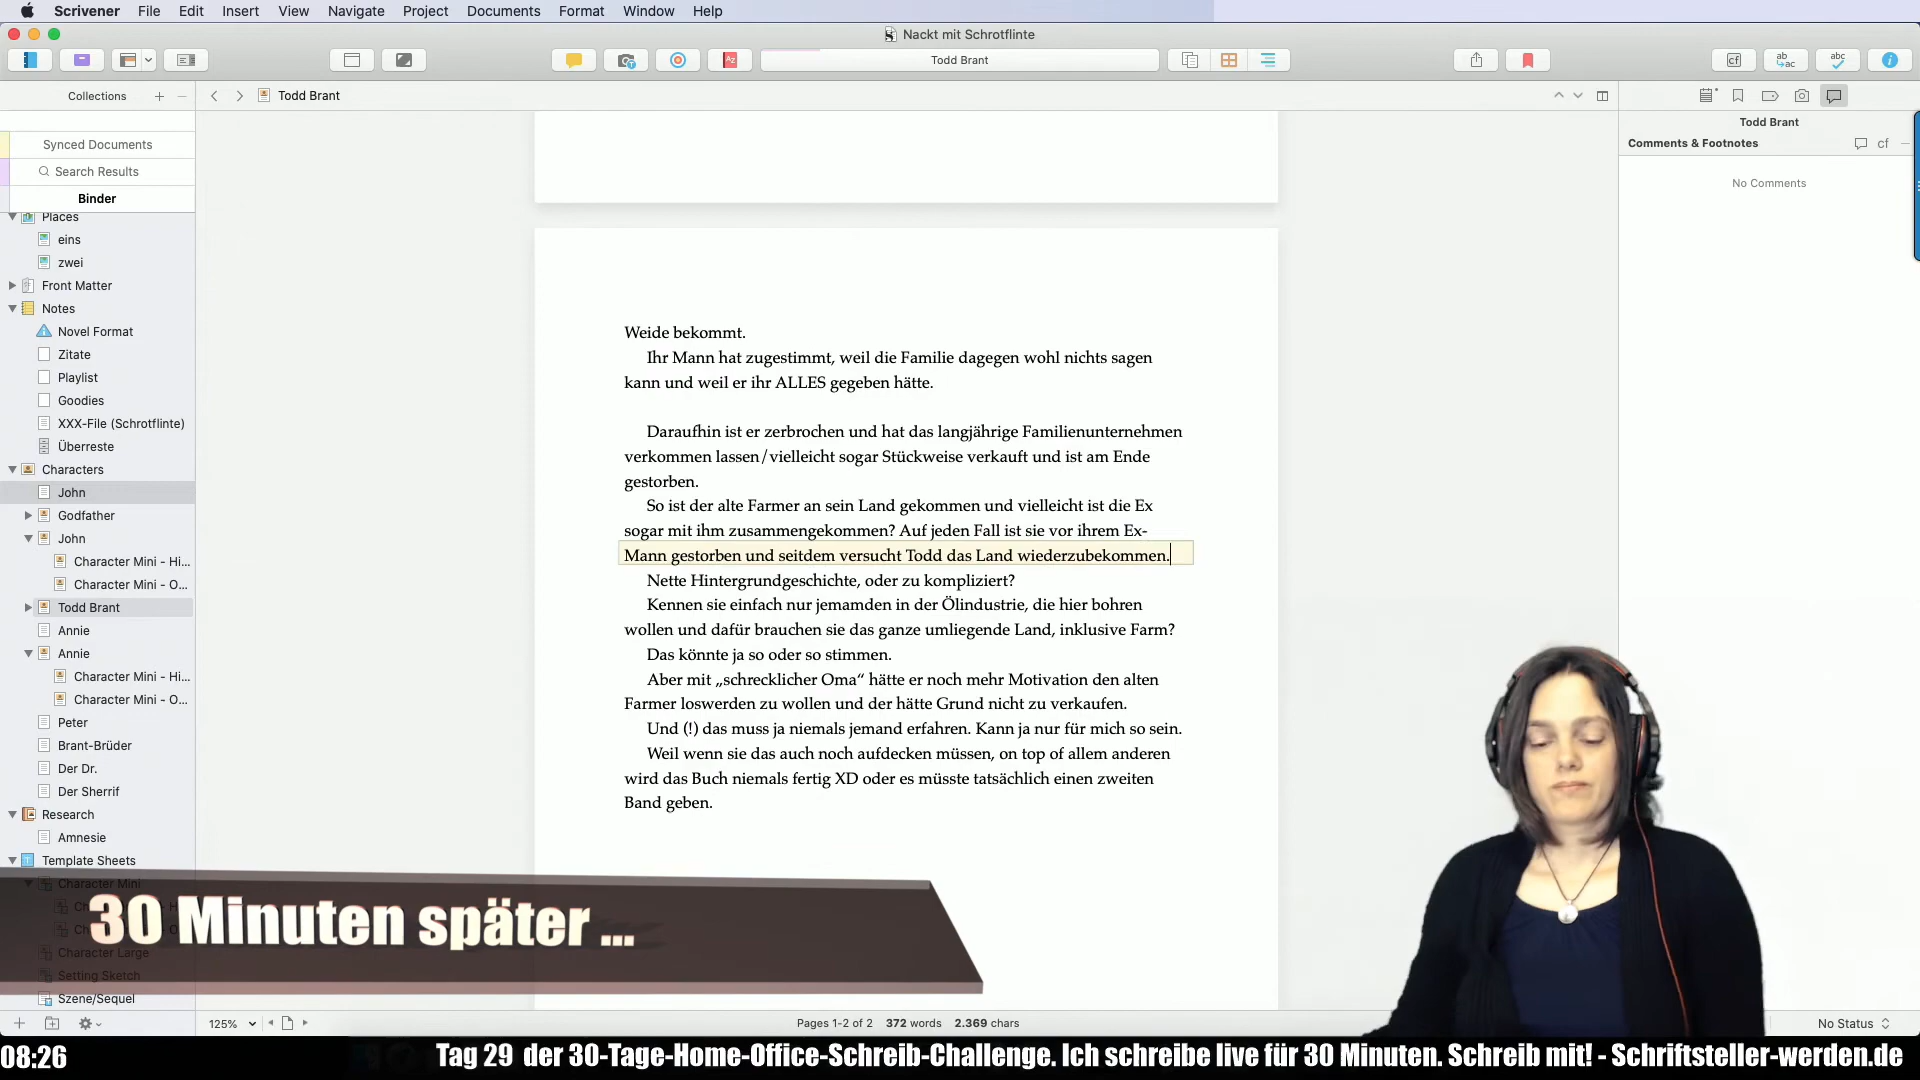 Scrivener File Edit Insert View Navigate Project Documents Format Window Help
Nackt mit Schrotflinte
Todd Brant
Collections
Todd Brant
Synced Documents
Search Results
Binder
Places
eins
zwei
Front Matter
Notes
Novel Format
Zitate
Playlist
Goodies
XXX-File (Schrotflinte)
Überreste
Characters
John
Godfather
John
Character Mini - Hi...
Character Mini - O...
Todd Brant
Annie
Annie
Character Mini - Hi...
Character Mini - O...
Peter
Brant-Brüder
Der Dr.
Der Sherrif
Research
Amnesie
Template Sheets
Character Mini
Character Large
Setting Sketch
Szene/Sequel
Weide bekommt.
Ihr Mann hat zugestimmt, weil die Familie dagegen wohl nichts sagen
kann und weil er ihr ALLES gegeben hätte.
Daraufhin ist er zerbrochen und hat das langjährige Familienunternehmen
verkommen lassen/vielleicht sogar Stückweise verkauft und ist am Ende
gestorben.
So ist der alte Farmer an sein Land gekommen und vielleicht ist die Ex
sogar mit ihm zusammengekommen? Auf jeden Fall ist sie vor ihrem Ex-
Mann gestorben und seitdem versucht Todd das Land wiederzubekommen.
Nette Hintergrundgeschichte, oder zu kompliziert?
Kennen sie einfach nur jemamden in der Ölindustrie, die hier bohren
wollen und dafür brauchen sie das ganze umliegende Land, inklusive Farm?
Das könnte ja so oder so stimmen.
Aber mit „schrecklicher Oma“ hätte er noch mehr Motivation den alten
Farmer loswerden zu wollen und der hätte Grund nicht zu verkaufen.
Und (!) das muss ja niemals jemand erfahren. Kann ja nur für mich so sein.
Weil wenn sie das auch noch aufdecken müssen, on top of allem anderen
wird das Buch niemals fertig XD oder es müsste tatsächlich einen zweiten
Band geben.
Todd Brant
Comments & Footnotes
cf
No Comments
30 Minuten später ...
125%
Pages 1-2 of 2 372 words 2.369 chars
No Status
08:26
Tag 29 der 30-Tage-Home-Office-Schreib-Challenge. Ich schreibe live für 30 Minuten. Schreib mit! - Schriftsteller-werden.de